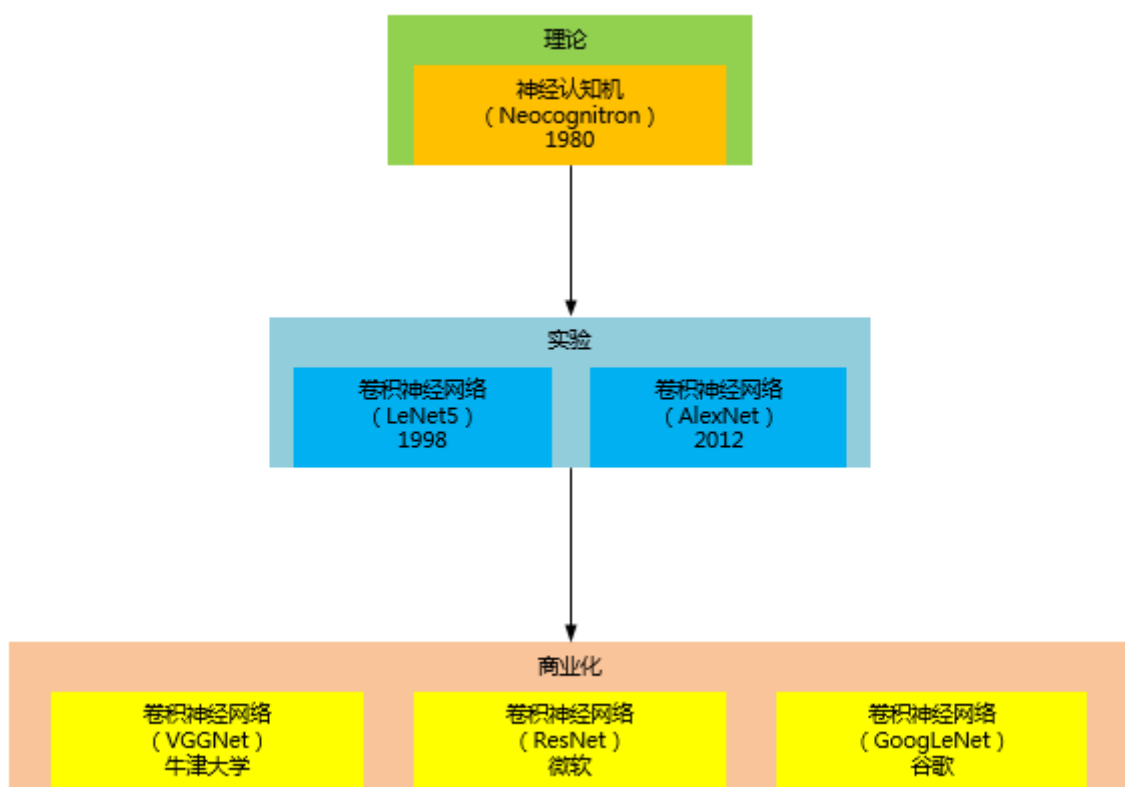 理论
神经认知机
（Neocognitron）
1980
实验
卷积神经网络
（LeNet5）
1998
卷积神经网络
（AlexNet）
2012
商业化
卷积神经网络
（VGGNet）
牛津大学
卷积神经网络
（ResNet）
微软
卷积神经网络
（GoogLeNet）
谷歌